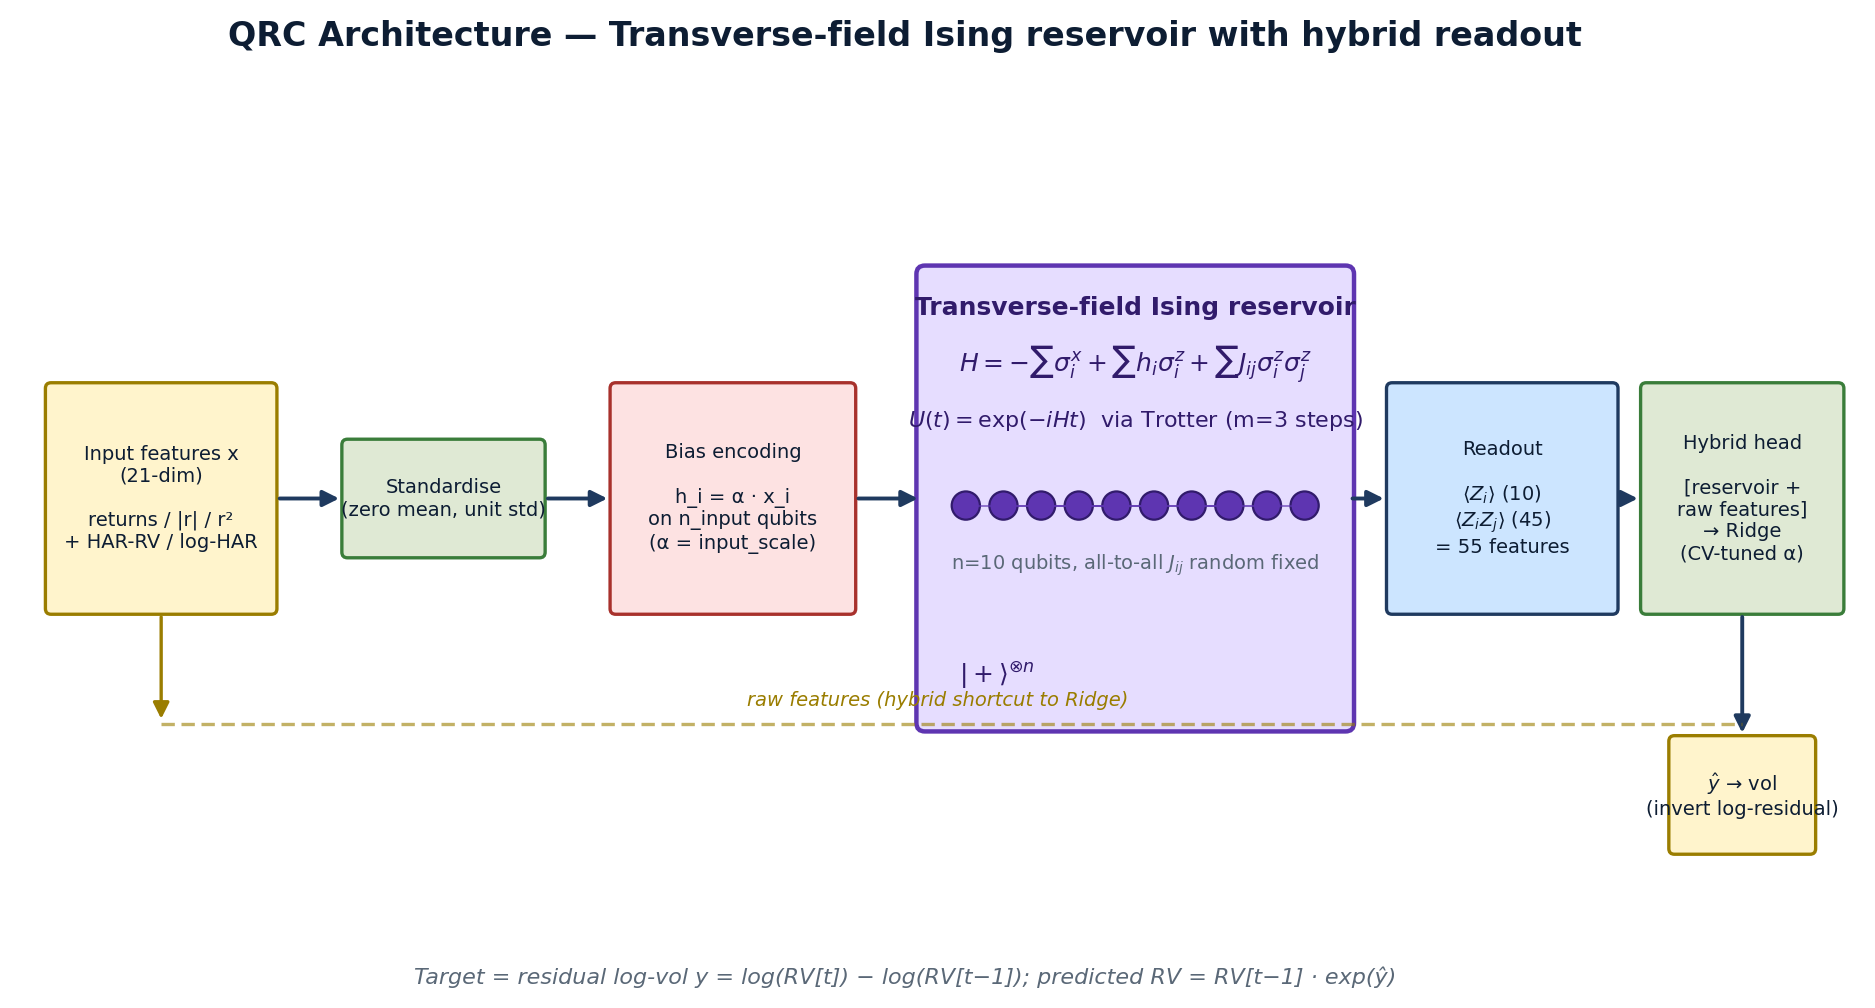 QRC Architecture — Transverse-field Ising reservoir with hybrid readout
Input features x
(21-dim)
returns / |r| / r²
+ HAR-RV / log-HAR
Standardise
(zero mean, unit std)
Bias encoding
h_i = α · x_i
on n_input qubits
(α = input_scale)
Transverse-field Ising reservoir
H = −∑σᵢˣ + ∑hᵢσᵢᶻ + ∑Jᵢⱼσᵢᶻσⱼᶻ
U(t) = exp(−iHt) via Trotter (m=3 steps)
n=10 qubits, all-to-all Jᵢⱼ random fixed
|+⟩⊗ⁿ
Readout
⟨Zᵢ⟩ (10)
⟨ZᵢZⱼ⟩ (45)
= 55 features
Hybrid head
[reservoir +
raw features]
→ Ridge
(CV-tuned α)
raw features (hybrid shortcut to Ridge)
ŷ → vol
(invert log-residual)
Target = residual log-vol y = log(RV[t]) − log(RV[t−1]); predicted RV = RV[t−1] · exp(ŷ)